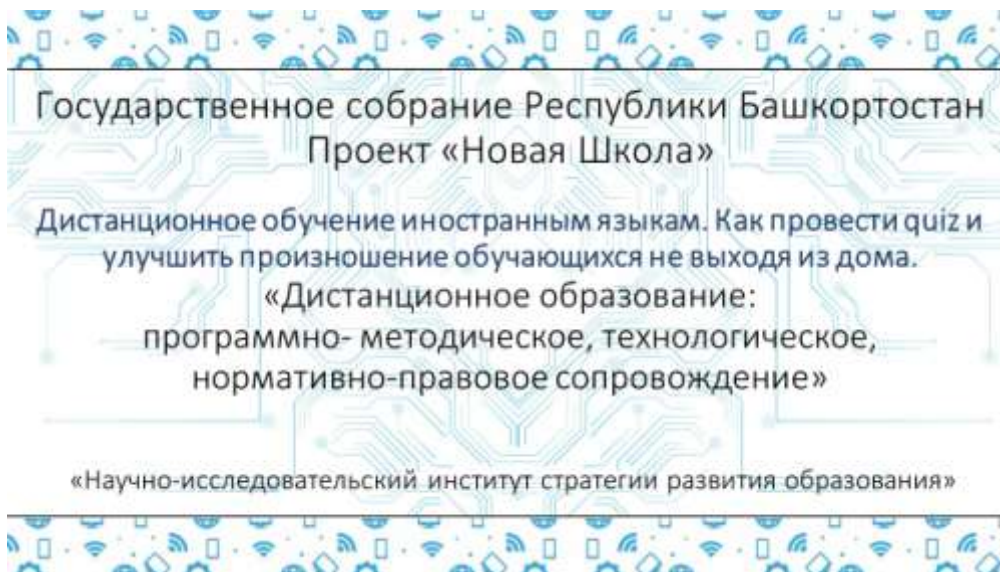 Государственное собрание Республики Башкортостан
Проект «Новая Школа»
Дистанционное обучение иностранным языкам. Как провести quiz и
улучшить произношение обучающихся не выходя из дома.
«Дистанционное образование:
программно- методическое, технологическое,
нормативно-правовое сопровождение»
«Научно-исследовательский институт стратегии развития образования»